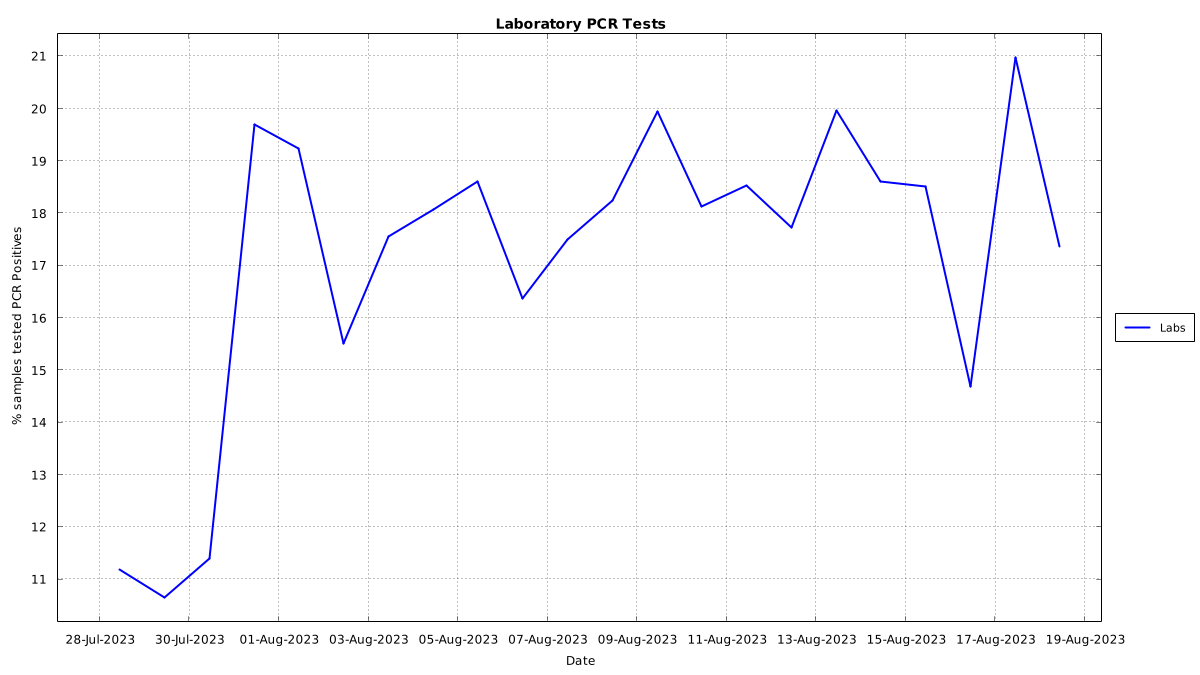 Laboratory PCR Tests
21
20
19
18
17
16
15
14
13
12
11
% samples tested PCR Positives
28-Jul-2023 30-Jul-2023 01-Aug-2023 03-Aug-2023 05-Aug-2023 07-Aug-2023 09-Aug-2023 11-Aug-2023 13-Aug-2023 15-Aug-2023 17-Aug-2023 19-Aug-2023
Date
Labs